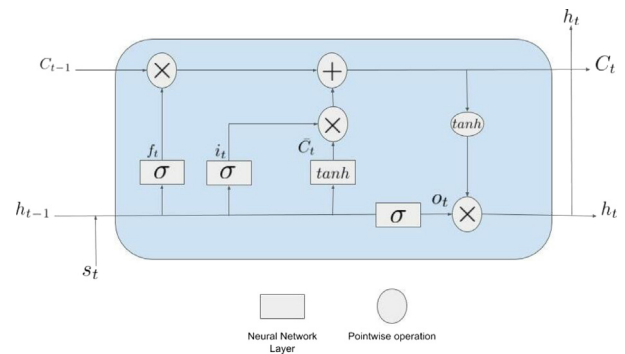 h_t
C_{t-1}
×
+
C_t
×
tanh
\bar{C}_t
f_t
i_t
σ
σ
tanh
h_{t-1}
σ
o_t
×
h_t
s_t
Neural Network
Layer
Pointwise operation